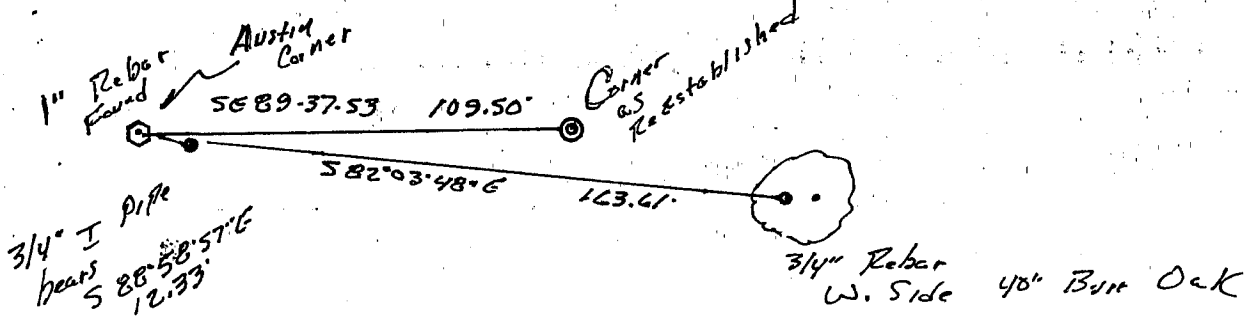 1" Rebar
Found
Austin
Corner
SE 89-37-53 109.50'
Corner
as
ReEstablished
S 82°03'48" E 163.61'
3/4" I Pipe
bears
S 88°58'57" E
12.33'
3/4" Rebar
W. Side 40" Burr Oak